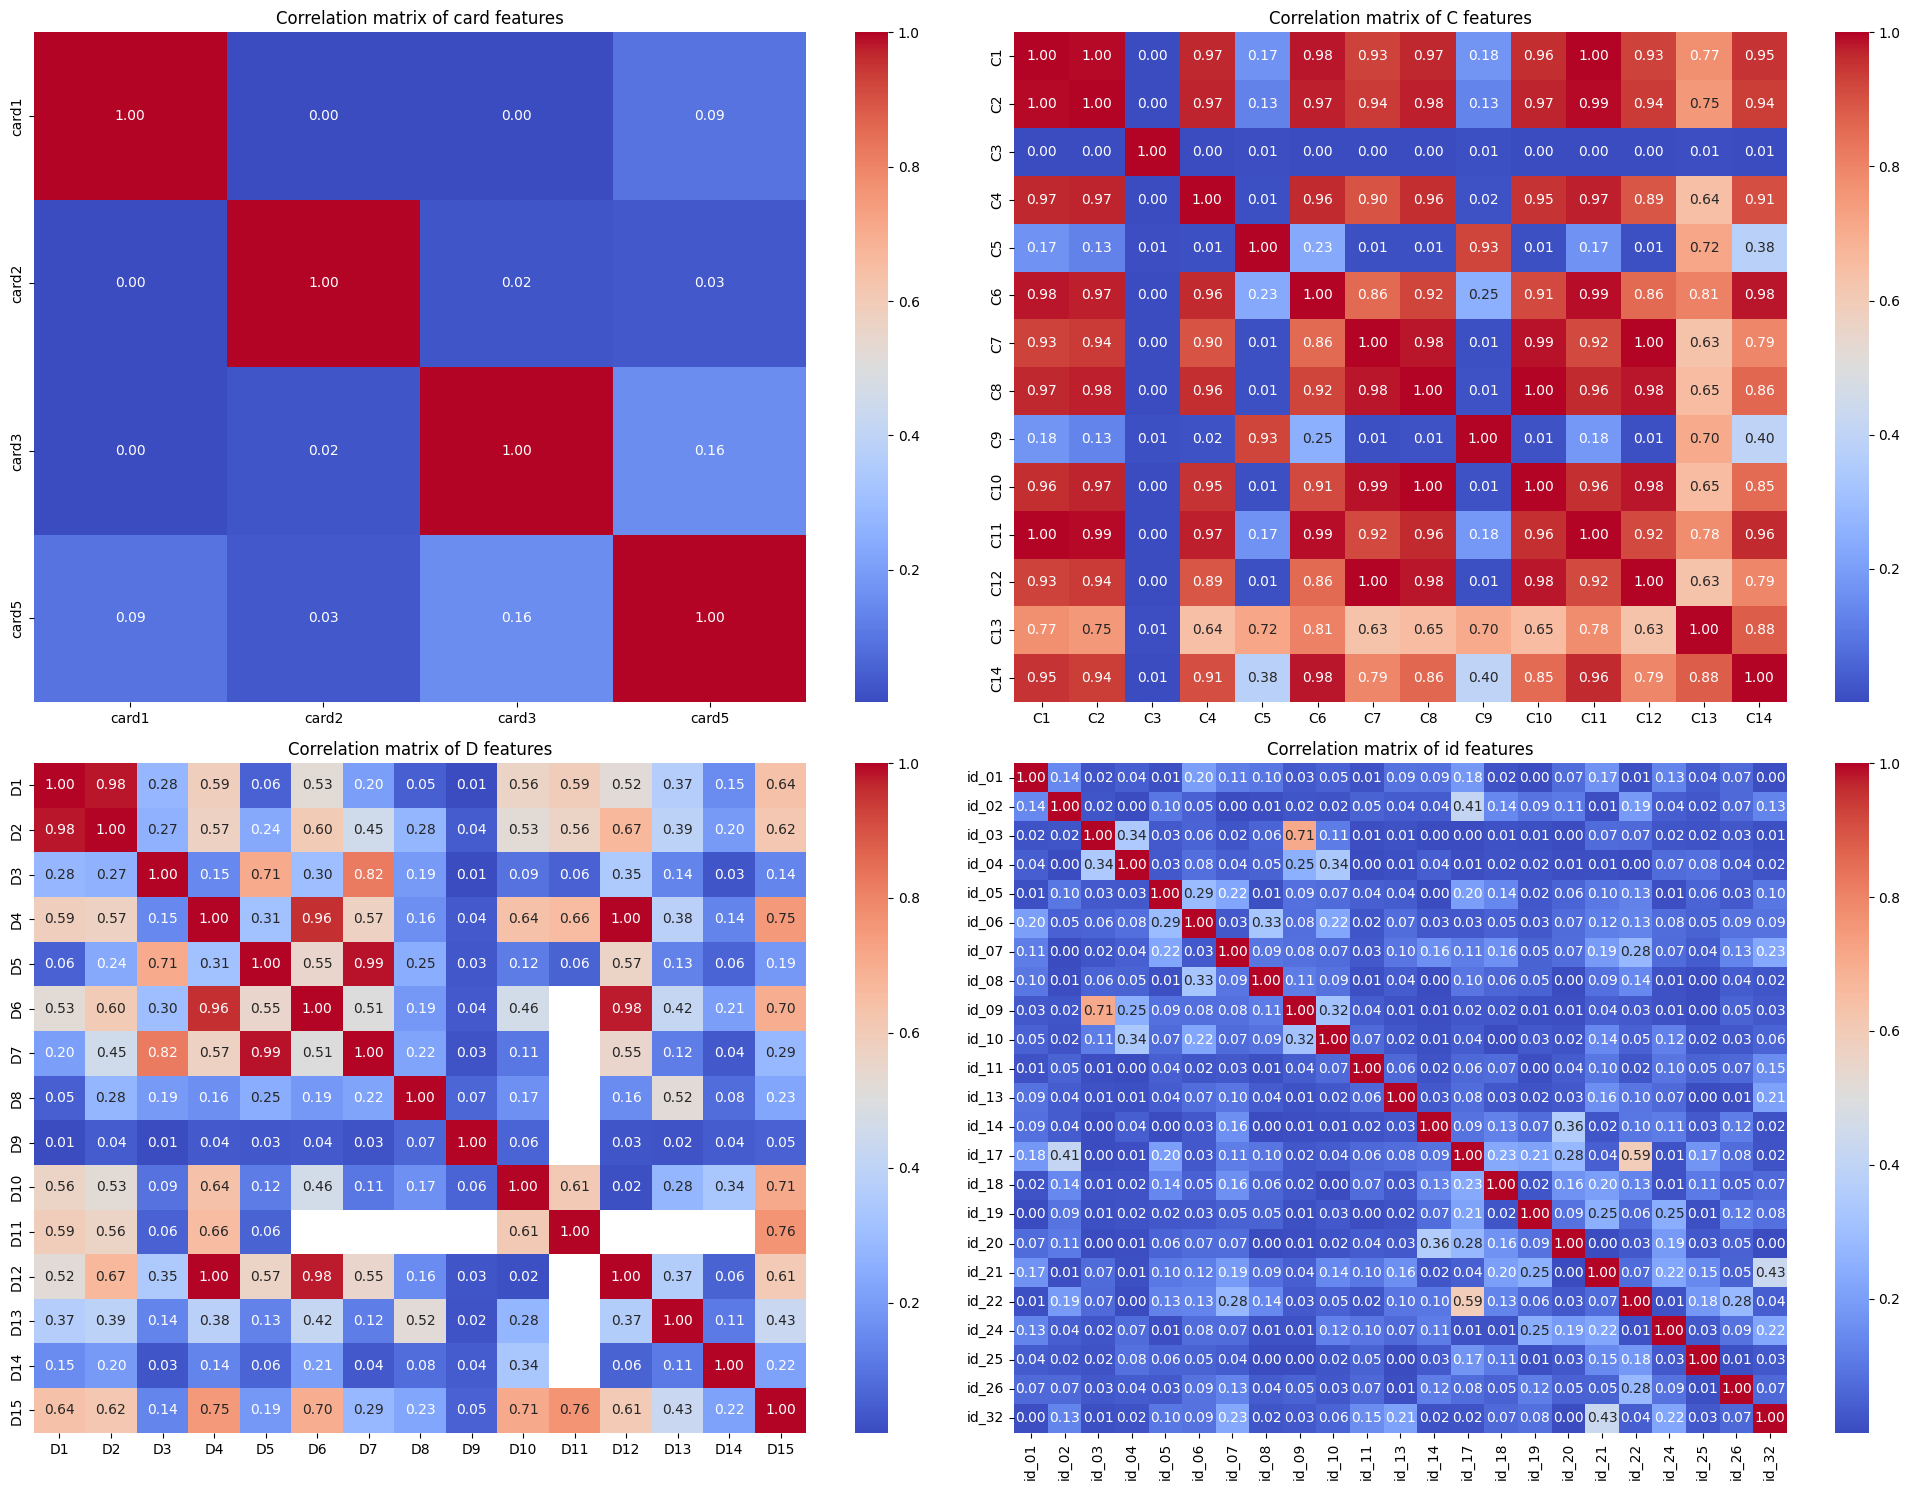 Correlation matrix of card features
card1 1.00 0.00 0.00 0.09
card2 0.00 1.00 0.02 0.03
card3 0.00 0.02 1.00 0.16
card5 0.09 0.03 0.16 1.00
card1 card2 card3 card5
1.0
0.8
0.6
0.4
0.2
Correlation matrix of C features
C1 1.00 1.00 0.00 0.97 0.17 0.98 0.93 0.97 0.18 0.96 1.00 0.93 0.77 0.95
C2 1.00 1.00 0.00 0.97 0.13 0.97 0.94 0.98 0.13 0.97 0.99 0.94 0.75 0.94
C3 0.00 0.00 1.00 0.00 0.01 0.00 0.00 0.00 0.01 0.00 0.00 0.00 0.01 0.01
C4 0.97 0.97 0.00 1.00 0.01 0.96 0.90 0.96 0.02 0.95 0.97 0.89 0.64 0.91
C5 0.17 0.13 0.01 0.01 1.00 0.23 0.01 0.01 0.93 0.01 0.17 0.01 0.72 0.38
C6 0.98 0.97 0.00 0.96 0.23 1.00 0.86 0.92 0.25 0.91 0.99 0.86 0.81 0.98
C7 0.93 0.94 0.00 0.90 0.01 0.86 1.00 0.98 0.01 0.99 0.92 1.00 0.63 0.79
C8 0.97 0.98 0.00 0.96 0.01 0.92 0.98 1.00 0.01 1.00 0.96 0.98 0.65 0.86
C9 0.18 0.13 0.01 0.02 0.93 0.25 0.01 0.01 1.00 0.01 0.18 0.01 0.70 0.40
C10 0.96 0.97 0.00 0.95 0.01 0.91 0.99 1.00 0.01 1.00 0.96 0.98 0.65 0.85
C11 1.00 0.99 0.00 0.97 0.17 0.99 0.92 0.96 0.18 0.96 1.00 0.92 0.78 0.96
C12 0.93 0.94 0.00 0.89 0.01 0.86 1.00 0.98 0.01 0.98 0.92 1.00 0.63 0.79
C13 0.77 0.75 0.01 0.64 0.72 0.81 0.63 0.65 0.70 0.65 0.78 0.63 1.00 0.88
C14 0.95 0.94 0.01 0.91 0.38 0.98 0.79 0.86 0.40 0.85 0.96 0.79 0.88 1.00
C1 C2 C3 C4 C5 C6 C7 C8 C9 C10 C11 C12 C13 C14
1.0
0.8
0.6
0.4
0.2
Correlation matrix of D features
D1 1.00 0.98 0.28 0.59 0.06 0.53 0.20 0.05 0.01 0.56 0.59 0.52 0.37 0.15 0.64
D2 0.98 1.00 0.27 0.57 0.24 0.60 0.45 0.28 0.04 0.53 0.56 0.67 0.39 0.20 0.62
D3 0.28 0.27 1.00 0.15 0.71 0.30 0.82 0.19 0.01 0.09 0.06 0.35 0.14 0.03 0.14
D4 0.59 0.57 0.15 1.00 0.31 0.96 0.57 0.16 0.04 0.64 0.66 1.00 0.38 0.14 0.75
D5 0.06 0.24 0.71 0.31 1.00 0.55 0.99 0.25 0.03 0.12 0.06 0.57 0.13 0.06 0.19
D6 0.53 0.60 0.30 0.96 0.55 1.00 0.51 0.19 0.04 0.46 0.98 0.42 0.21 0.70
D7 0.20 0.45 0.82 0.57 0.99 0.51 1.00 0.22 0.03 0.11 0.55 0.12 0.04 0.29
D8 0.05 0.28 0.19 0.16 0.25 0.19 0.22 1.00 0.07 0.17 0.16 0.52 0.08 0.23
D9 0.01 0.04 0.01 0.04 0.03 0.04 0.03 0.07 1.00 0.06 0.03 0.02 0.04 0.05
D10 0.56 0.53 0.09 0.64 0.12 0.46 0.11 0.17 0.06 1.00 0.61 0.02 0.28 0.34 0.71
D11 0.59 0.56 0.06 0.66 0.06 0.61 1.00 0.76
D12 0.52 0.67 0.35 1.00 0.57 0.98 0.55 0.16 0.03 0.02 1.00 0.37 0.06 0.61
D13 0.37 0.39 0.14 0.38 0.13 0.42 0.12 0.52 0.02 0.28 0.37 1.00 0.11 0.43
D14 0.15 0.20 0.03 0.14 0.06 0.21 0.04 0.08 0.04 0.34 0.06 0.11 1.00 0.22
D15 0.64 0.62 0.14 0.75 0.19 0.70 0.29 0.23 0.05 0.71 0.76 0.61 0.43 0.22 1.00
D1 D2 D3 D4 D5 D6 D7 D8 D9 D10 D11 D12 D13 D14 D15
1.0
0.8
0.6
0.4
0.2
Correlation matrix of id features
id_01 1.00 0.14 0.02 0.04 0.01 0.20 0.11 0.10 0.03 0.05 0.01 0.09 0.09 0.18 0.02 0.00 0.07 0.17 0.01 0.13 0.04 0.07 0.00
id_02 0.14 1.00 0.02 0.00 0.10 0.05 0.00 0.01 0.02 0.02 0.05 0.04 0.04 0.41 0.14 0.09 0.11 0.01 0.19 0.04 0.02 0.07 0.13
id_03 0.02 0.02 1.00 0.34 0.03 0.06 0.02 0.06 0.71 0.11 0.01 0.01 0.00 0.00 0.01 0.01 0.00 0.07 0.07 0.02 0.02 0.03 0.01
id_04 0.04 0.00 0.34 1.00 0.03 0.08 0.04 0.05 0.25 0.34 0.00 0.01 0.04 0.01 0.02 0.02 0.01 0.01 0.00 0.07 0.08 0.04 0.02
id_05 0.01 0.10 0.03 0.03 1.00 0.29 0.22 0.01 0.09 0.07 0.04 0.04 0.00 0.20 0.14 0.02 0.06 0.10 0.13 0.01 0.06 0.03 0.10
id_06 0.20 0.05 0.06 0.08 0.29 1.00 0.03 0.33 0.08 0.22 0.02 0.07 0.03 0.03 0.05 0.03 0.07 0.12 0.13 0.08 0.05 0.09 0.09
id_07 0.11 0.00 0.02 0.04 0.22 0.03 1.00 0.09 0.08 0.07 0.03 0.10 0.16 0.11 0.16 0.05 0.07 0.19 0.28 0.07 0.04 0.13 0.23
id_08 0.10 0.01 0.06 0.05 0.01 0.33 0.09 1.00 0.11 0.09 0.01 0.04 0.00 0.10 0.06 0.05 0.00 0.09 0.14 0.01 0.00 0.04 0.02
id_09 0.03 0.02 0.71 0.25 0.09 0.08 0.08 0.11 1.00 0.32 0.04 0.01 0.01 0.02 0.02 0.01 0.01 0.04 0.03 0.01 0.00 0.05 0.03
id_10 0.05 0.02 0.11 0.34 0.07 0.22 0.07 0.09 0.32 1.00 0.07 0.02 0.01 0.04 0.00 0.03 0.02 0.14 0.05 0.12 0.02 0.03 0.06
id_11 0.01 0.05 0.01 0.00 0.04 0.02 0.03 0.01 0.04 0.07 1.00 0.06 0.02 0.06 0.07 0.00 0.04 0.10 0.02 0.10 0.05 0.07 0.15
id_13 0.09 0.04 0.01 0.01 0.04 0.07 0.10 0.04 0.01 0.02 0.06 1.00 0.03 0.08 0.03 0.02 0.03 0.16 0.10 0.07 0.00 0.01 0.21
id_14 0.09 0.04 0.00 0.04 0.00 0.03 0.16 0.00 0.01 0.01 0.02 0.03 1.00 0.09 0.13 0.07 0.36 0.02 0.10 0.11 0.03 0.12 0.02
id_17 0.18 0.41 0.00 0.01 0.20 0.03 0.11 0.10 0.02 0.04 0.06 0.08 0.09 1.00 0.23 0.21 0.28 0.04 0.59 0.01 0.17 0.08 0.02
id_18 0.02 0.14 0.01 0.02 0.14 0.05 0.16 0.06 0.02 0.00 0.07 0.03 0.13 0.23 1.00 0.02 0.16 0.20 0.13 0.01 0.11 0.05 0.07
id_19 0.00 0.09 0.01 0.02 0.02 0.03 0.05 0.05 0.01 0.03 0.00 0.02 0.07 0.21 0.02 1.00 0.09 0.25 0.06 0.25 0.01 0.12 0.08
id_20 0.07 0.11 0.00 0.01 0.06 0.07 0.07 0.00 0.01 0.02 0.04 0.03 0.36 0.28 0.16 0.09 1.00 0.00 0.03 0.19 0.03 0.05 0.00
id_21 0.17 0.01 0.07 0.01 0.10 0.12 0.19 0.09 0.04 0.14 0.10 0.16 0.02 0.04 0.20 0.25 0.00 1.00 0.07 0.22 0.15 0.05 0.43
id_22 0.01 0.19 0.07 0.00 0.13 0.13 0.28 0.14 0.03 0.05 0.02 0.10 0.10 0.59 0.13 0.06 0.03 0.07 1.00 0.01 0.18 0.28 0.04
id_24 0.13 0.04 0.02 0.07 0.01 0.08 0.07 0.01 0.01 0.12 0.10 0.07 0.11 0.01 0.01 0.25 0.19 0.22 0.01 1.00 0.03 0.09 0.22
id_25 0.04 0.02 0.02 0.08 0.06 0.05 0.04 0.00 0.00 0.02 0.05 0.00 0.03 0.17 0.11 0.01 0.03 0.15 0.18 0.03 1.00 0.01 0.03
id_26 0.07 0.07 0.03 0.04 0.03 0.09 0.13 0.04 0.05 0.03 0.07 0.01 0.12 0.08 0.05 0.12 0.05 0.05 0.28 0.09 0.01 1.00 0.07
id_32 0.00 0.13 0.01 0.02 0.10 0.09 0.23 0.02 0.03 0.06 0.15 0.21 0.02 0.02 0.07 0.08 0.00 0.43 0.04 0.22 0.03 0.07 1.00
id_01 id_02 id_03 id_04 id_05 id_06 id_07 id_08 id_09 id_10 id_11 id_13 id_14 id_17 id_18 id_19 id_20 id_21 id_22 id_24 id_25 id_26 id_32
1.0
0.8
0.6
0.4
0.2